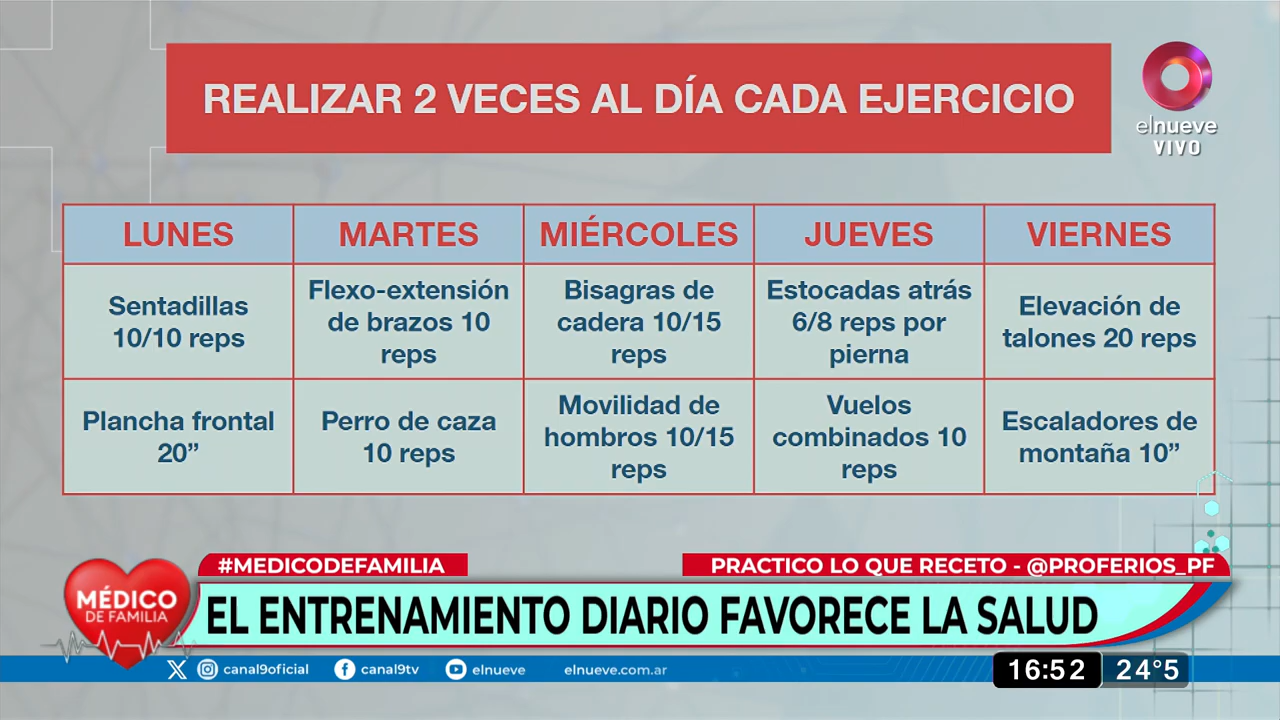 REALIZAR 2 VECES AL DÍA CADA EJERCICIO
elnueve
VIVO
LUNES
MARTES
MIÉRCOLES
JUEVES
VIERNES
Sentadillas
10/10 reps
Flexo-extensión
de brazos 10
reps
Bisagras de
cadera 10/15
reps
Estocadas atrás
6/8 reps por
pierna
Elevación de
talones 20 reps
Plancha frontal
20”
Perro de caza
10 reps
Movilidad de
hombros 10/15
reps
Vuelos
combinados 10
reps
Escaladores de
montaña 10”
#MEDICODEFAMILIA
PRACTICO LO QUE RECETO - @PROFERIOS_PF
MÉDICO
DE FAMILIA
EL ENTRENAMIENTO DIARIO FAVORECE LA SALUD
canal9oficial
canal9tv
elnueve
elnueve.com.ar
16:52
24°5